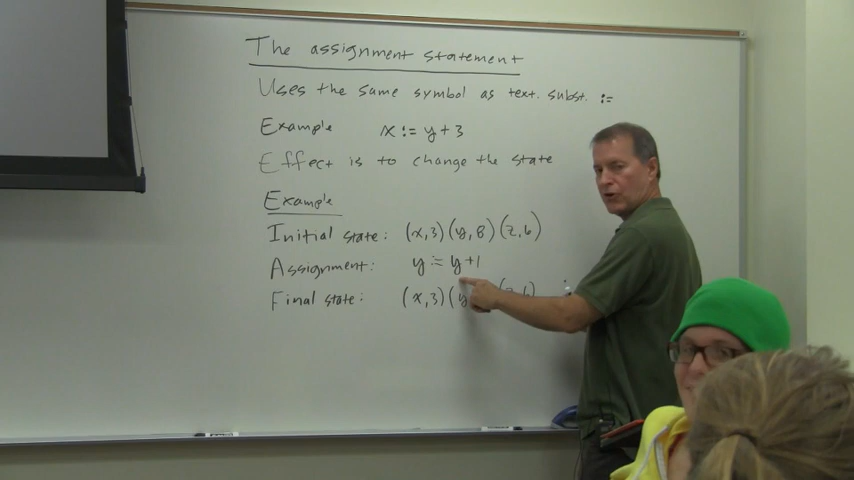 The assignment statement
Uses the same symbol as text. subst. :=
Example x := y + 3
Effect is to change the state
Example
Initial state: (x,3) (y,8) (z,6)
Assignment: y := y+1
Final state: (x,3) (y